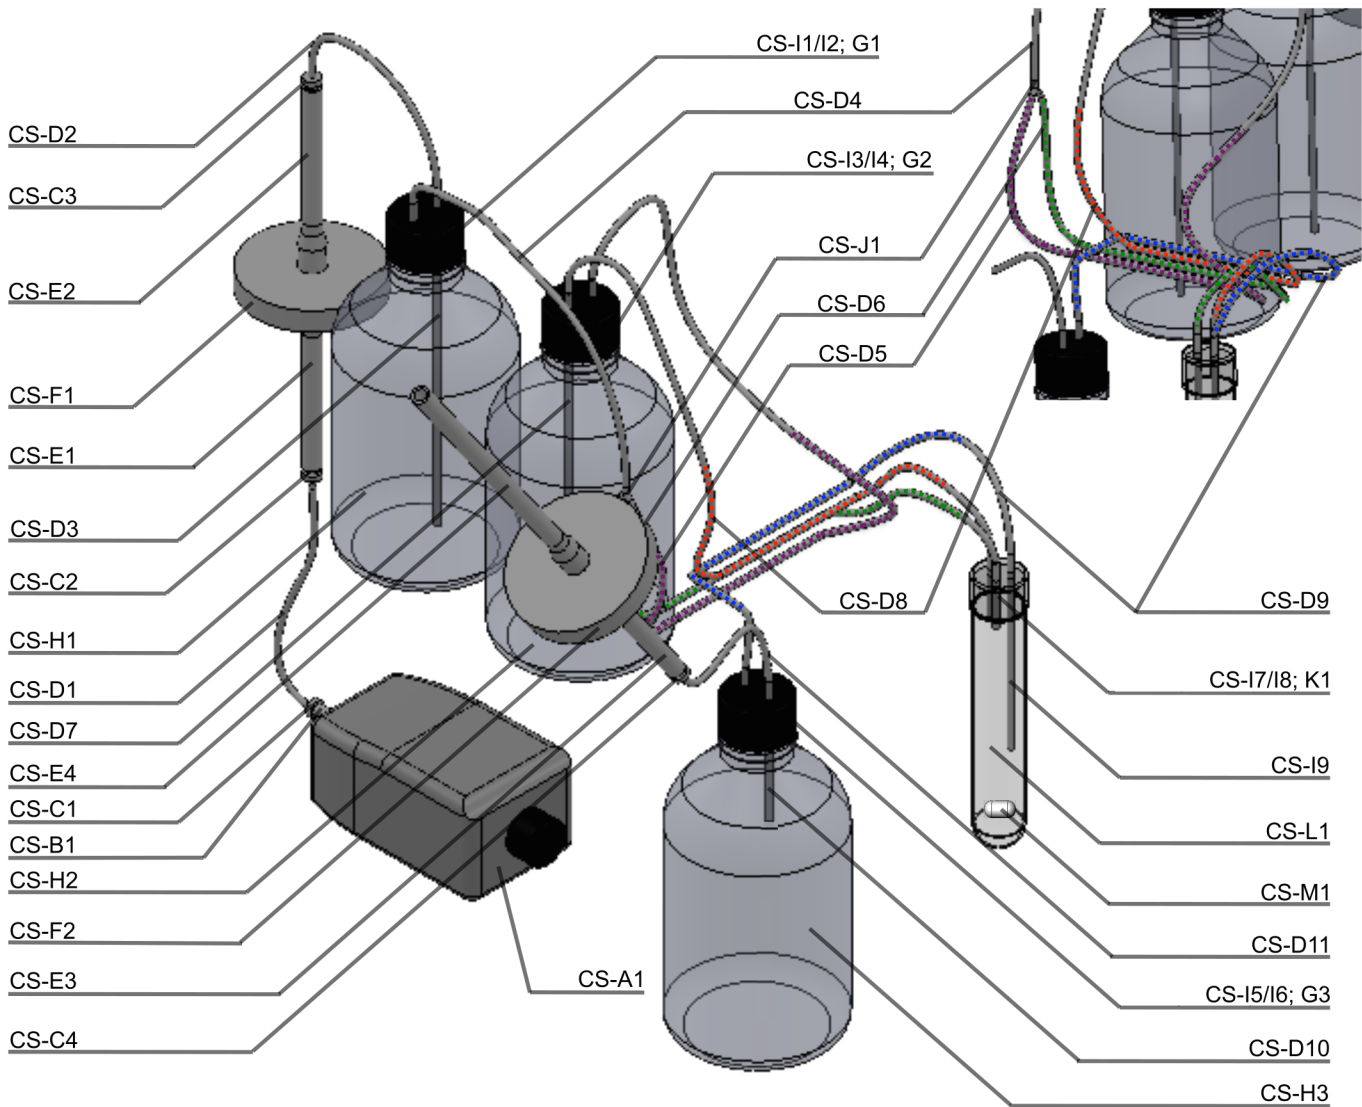 CS-I1/I2; G1
CS-D4
CS-I3/I4; G2
CS-J1
CS-D6
CS-D5
CS-D2
CS-C3
CS-E2
CS-F1
CS-E1
CS-D3
CS-C2
CS-H1
CS-D1
CS-D7
CS-E4
CS-C1
CS-B1
CS-H2
CS-F2
CS-E3
CS-C4
CS-A1
CS-D8
CS-D9
CS-I7/I8; K1
CS-I9
CS-L1
CS-M1
CS-D11
CS-I5/I6; G3
CS-D10
CS-H3